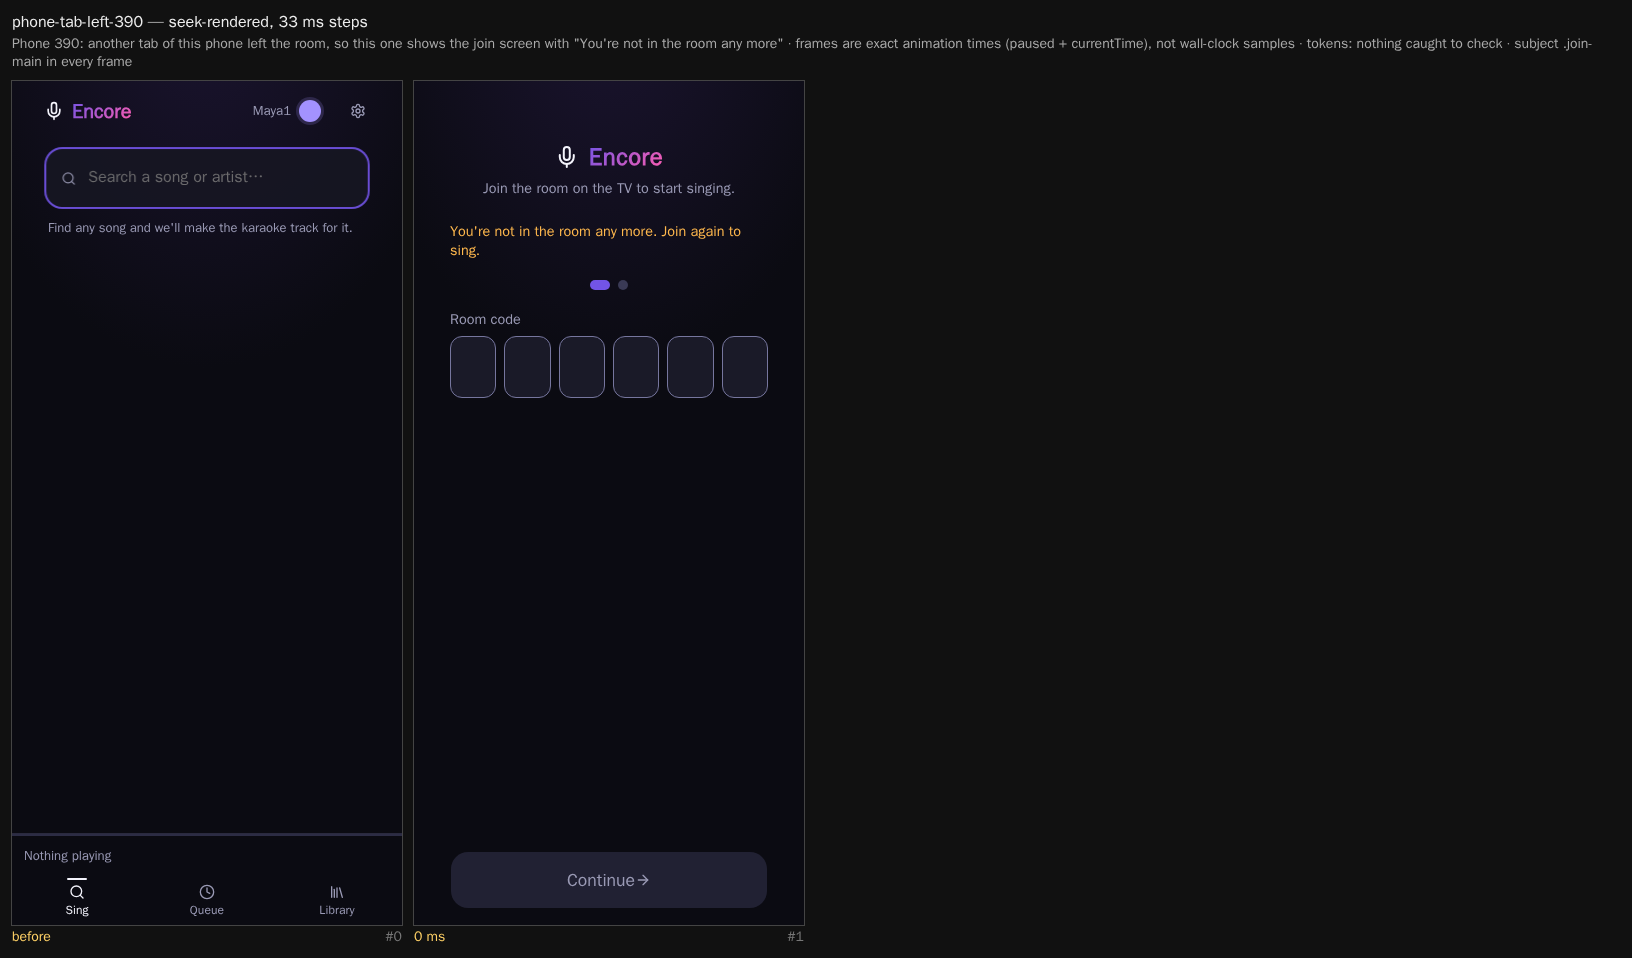 phone-tab-left-390 — seek-rendered, 33 ms steps
Phone 390: another tab of this phone left the room, so this one shows the join screen with "You're not in the room any more" · frames are exact animation times (paused + currentTime), not wall-clock samples · tokens: nothing caught to check · subject .join-
main in every frame
Encore
Maya1
Search a song or artist···
Find any song and we'll make the karaoke track for it.
Nothing playing
Sing
Queue
Library
before
#0
Encore
Join the room on the TV to start singing.
You're not in the room any more. Join again to
sing.
Room code
Continue→
0 ms
#1